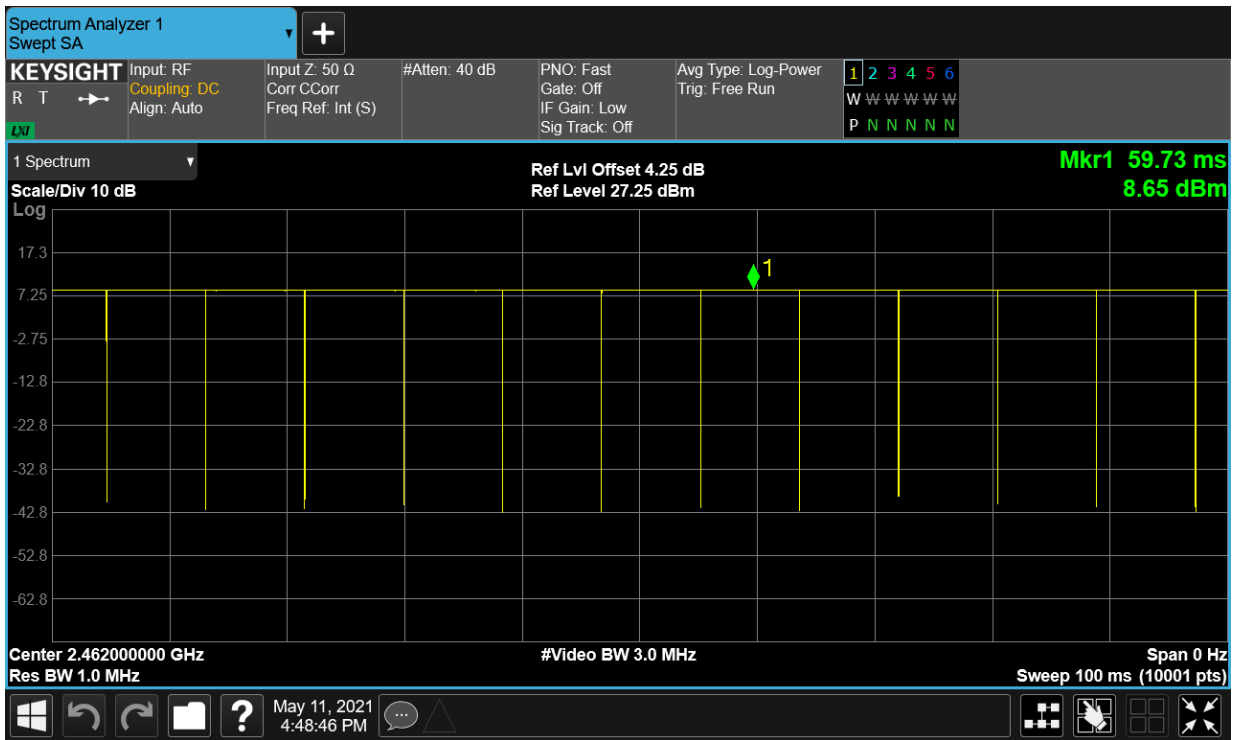 Spectrum Analyzer 1
Swept SA
+
KEYSIGHT
R T
LXI
Input: RF
Coupling: DC
Align: Auto
Input Z: 50 Ω
Corr CCorr
Freq Ref: Int (S)
#Atten: 40 dB
PNO: Fast
Gate: Off
IF Gain: Low
Sig Track: Off
Avg Type: Log-Power
Trig: Free Run
1 2 3 4 5 6
W W W W W W
P N N N N N
1 Spectrum
Scale/Div 10 dB
Log
Ref Lvl Offset 4.25 dB
Ref Level 27.25 dBm
Mkr1 59.73 ms
8.65 dBm
1
17.3
7.25
-2.75
-12.8
-22.8
-32.8
-42.8
-52.8
-62.8
Center 2.462000000 GHz
Res BW 1.0 MHz
#Video BW 3.0 MHz
Span 0 Hz
Sweep 100 ms (10001 pts)
?
May 11, 2021
4:48:46 PM